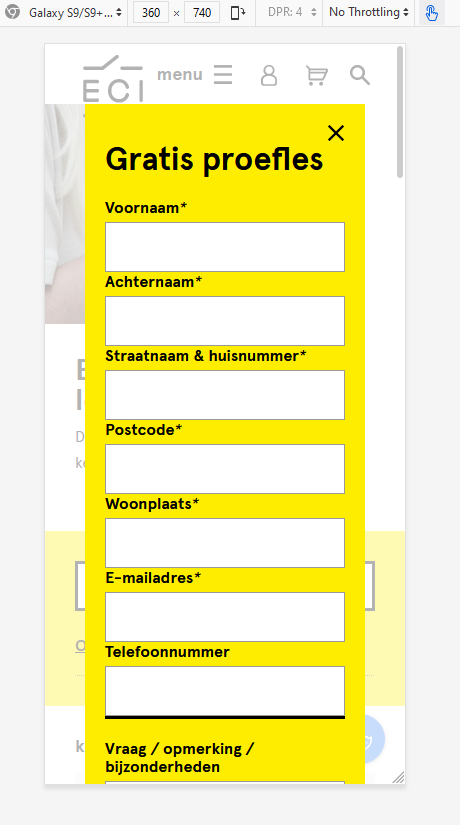 Galaxy S9/S9+...
360 × 740
DPR: 4
No Throttling
ECI
menu
Gratis proefles
Voornaam*
Achternaam*
Straatnaam & huisnummer*
Postcode*
Woonplaats*
E-mailadres*
Telefoonnummer
Vraag / opmerking /
bijzonderheden